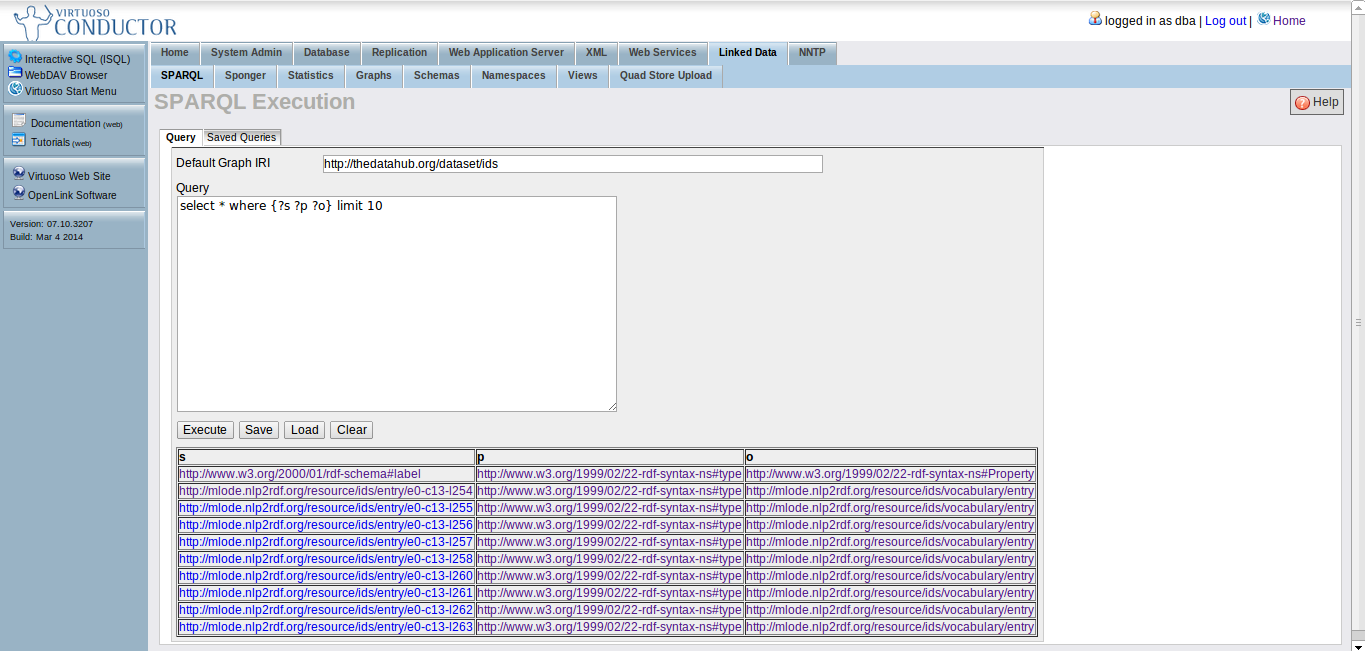 VIRTUOSO
CONDUCTOR
logged in as dba | Log out | Home
Interactive SQL (ISQL)
WebDAV Browser
Virtuoso Start Menu
Documentation (web)
Tutorials (web)
Virtuoso Web Site
OpenLink Software
Version: 07.10.3207
Build: Mar 4 2014
Home System Admin Database Replication Web Application Server XML Web Services Linked Data NNTP
SPARQL Sponger Statistics Graphs Schemas Namespaces Views Quad Store Upload
SPARQL Execution
? Help
Query Saved Queries
Default Graph IRI http://thedatahub.org/dataset/ids
Query
select * where {?s ?p ?o} limit 10
Execute Save Load Clear
s p o
http://www.w3.org/2000/01/rdf-schema#label http://www.w3.org/1999/02/22-rdf-syntax-ns#type http://www.w3.org/1999/02/22-rdf-syntax-ns#Property
http://mlode.nlp2rdf.org/resource/ids/entry/e0-c13-l254 http://www.w3.org/1999/02/22-rdf-syntax-ns#type http://mlode.nlp2rdf.org/resource/ids/vocabulary/entry
http://mlode.nlp2rdf.org/resource/ids/entry/e0-c13-l255 http://www.w3.org/1999/02/22-rdf-syntax-ns#type http://mlode.nlp2rdf.org/resource/ids/vocabulary/entry
http://mlode.nlp2rdf.org/resource/ids/entry/e0-c13-l256 http://www.w3.org/1999/02/22-rdf-syntax-ns#type http://mlode.nlp2rdf.org/resource/ids/vocabulary/entry
http://mlode.nlp2rdf.org/resource/ids/entry/e0-c13-l257 http://www.w3.org/1999/02/22-rdf-syntax-ns#type http://mlode.nlp2rdf.org/resource/ids/vocabulary/entry
http://mlode.nlp2rdf.org/resource/ids/entry/e0-c13-l258 http://www.w3.org/1999/02/22-rdf-syntax-ns#type http://mlode.nlp2rdf.org/resource/ids/vocabulary/entry
http://mlode.nlp2rdf.org/resource/ids/entry/e0-c13-l260 http://www.w3.org/1999/02/22-rdf-syntax-ns#type http://mlode.nlp2rdf.org/resource/ids/vocabulary/entry
http://mlode.nlp2rdf.org/resource/ids/entry/e0-c13-l261 http://www.w3.org/1999/02/22-rdf-syntax-ns#type http://mlode.nlp2rdf.org/resource/ids/vocabulary/entry
http://mlode.nlp2rdf.org/resource/ids/entry/e0-c13-l262 http://www.w3.org/1999/02/22-rdf-syntax-ns#type http://mlode.nlp2rdf.org/resource/ids/vocabulary/entry
http://mlode.nlp2rdf.org/resource/ids/entry/e0-c13-l263 http://www.w3.org/1999/02/22-rdf-syntax-ns#type http://mlode.nlp2rdf.org/resource/ids/vocabulary/entry